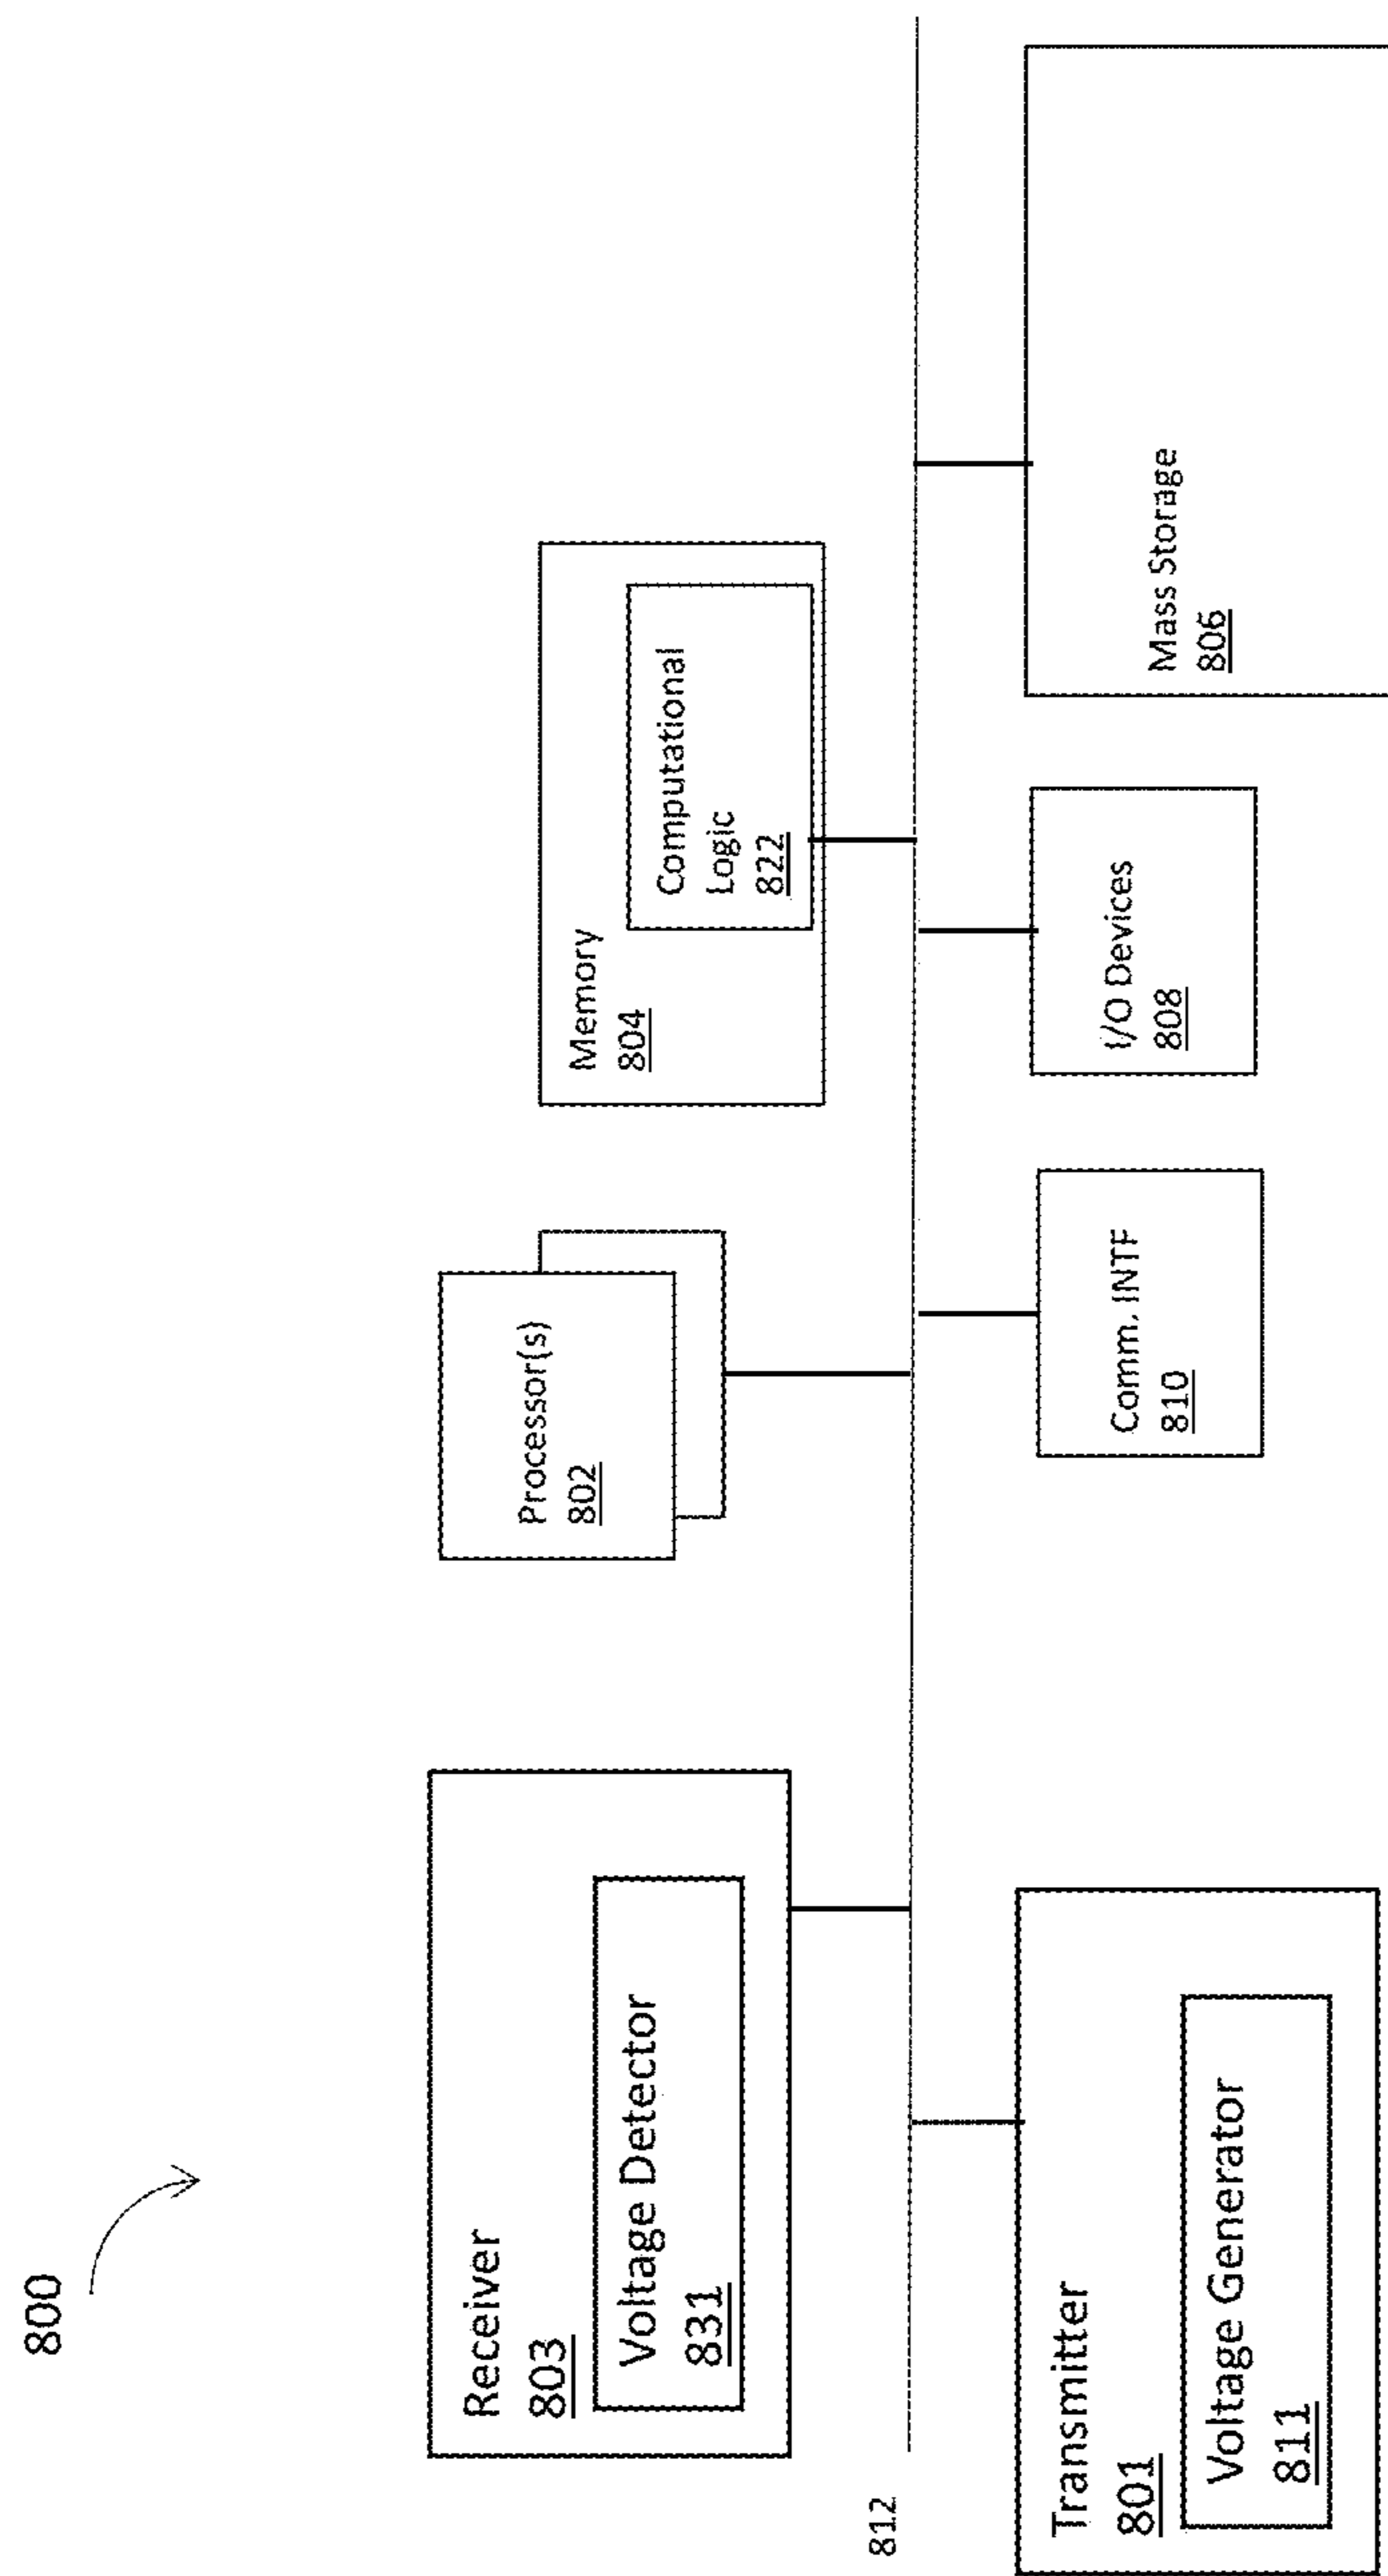 800
Receiver
803
Voltage Detector
831
Processor(s)
802
Memory
804
Computational
Logic
822
812
Transmitter
801
Voltage Generator
811
Comm. INTF
810
I/O Devices
808
Mass Storage
806